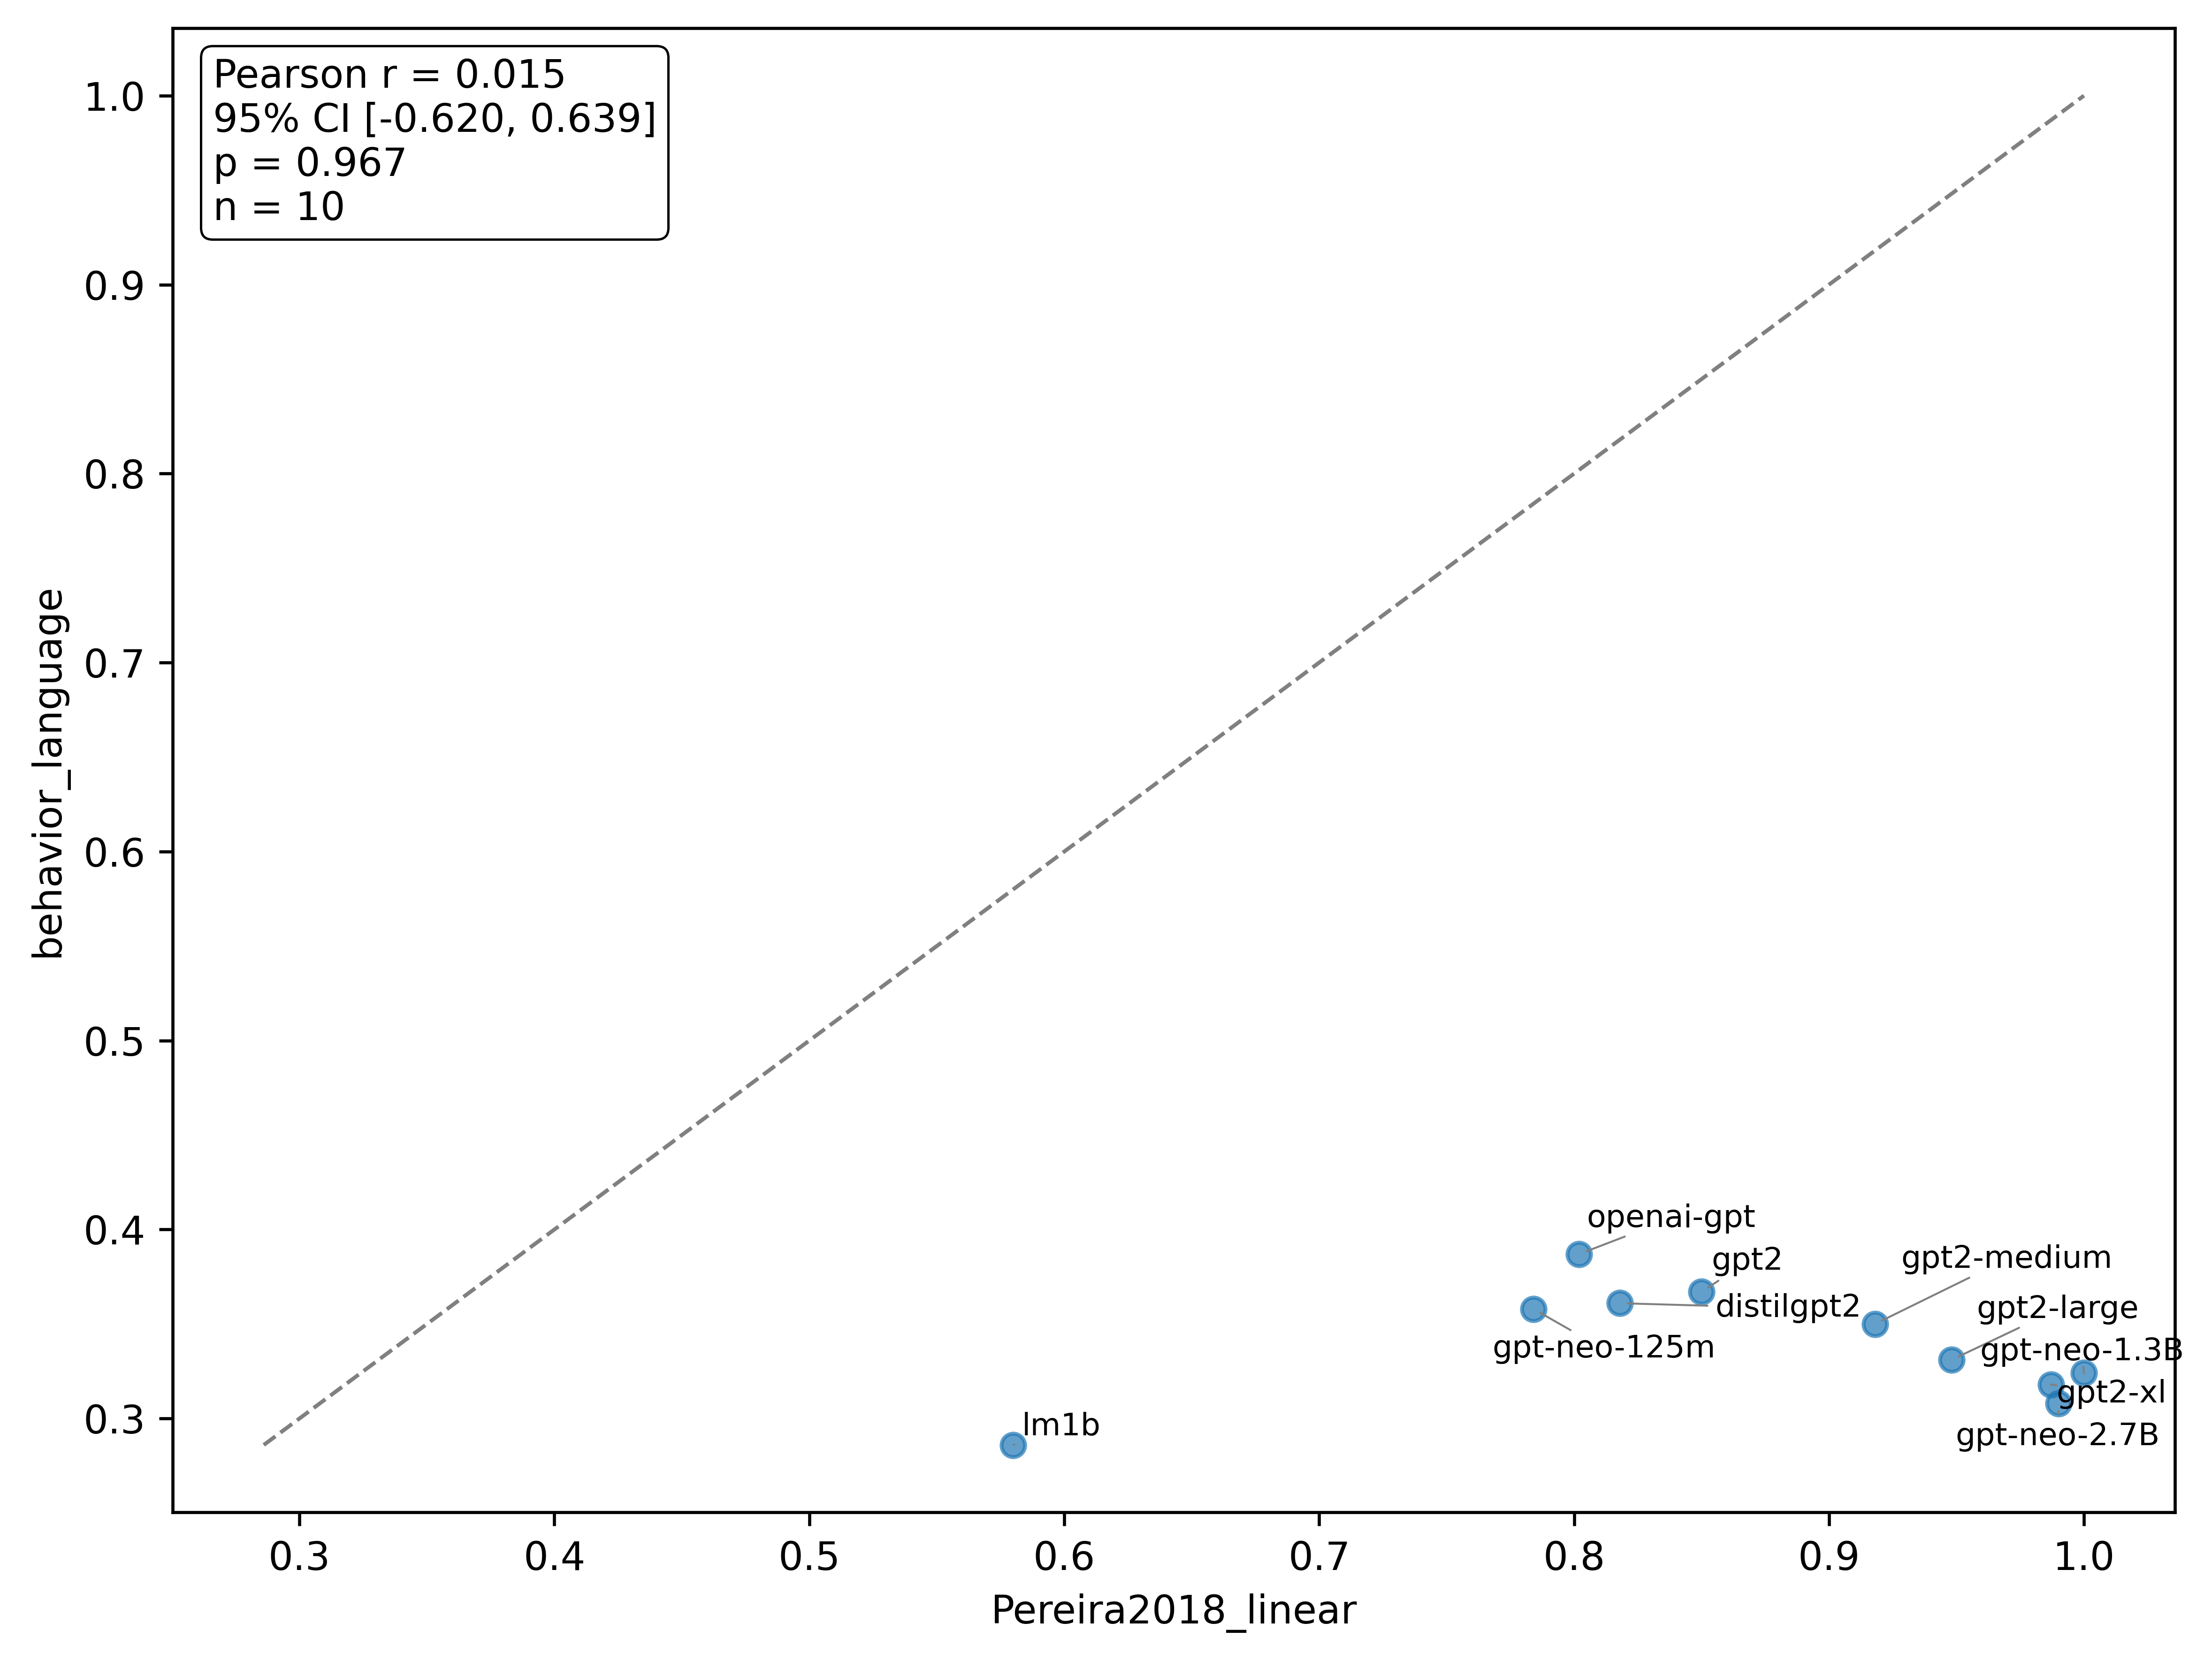 Pearson r = 0.015
95% CI [-0.620, 0.639]
p = 0.967
n = 10
1.0
0.9
0.8
0.7
0.6
0.5
0.4
0.3
behavior_language
openai-gpt
gpt2
gpt2-medium
distilgpt2
gpt2-large
gpt-neo-125m
gpt-neo-1.3B
gpt2-xl
lm1b
gpt-neo-2.7B
0.3 0.4 0.5 0.6 0.7 0.8 0.9 1.0
Pereira2018_linear